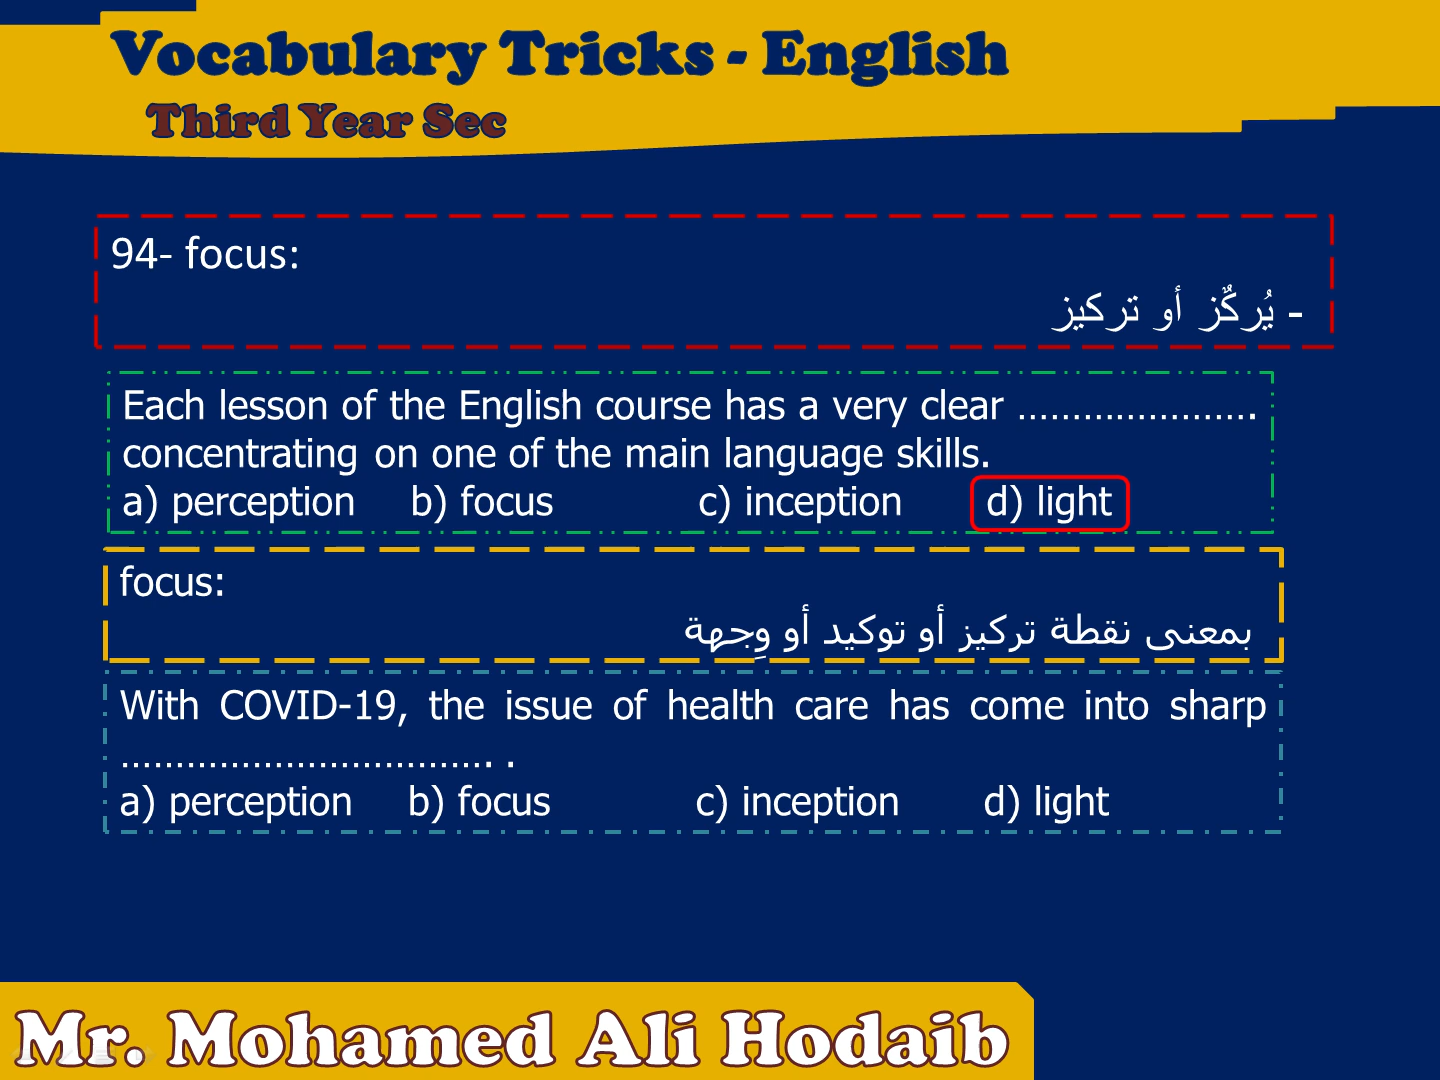 Vocabulary Tricks - English
Third Year Sec
94- focus:
- يُركٌز أو تركيز
Each lesson of the English course has a very clear ………………….
concentrating on one of the main language skills.
a) perception b) focus c) inception d) light
focus:
بمعنى نقطة تركيز أو توكيد أو وِجهة
With COVID-19, the issue of health care has come into sharp
……………………………. .
a) perception b) focus c) inception d) light
Mr. Mohamed Ali Hodaib